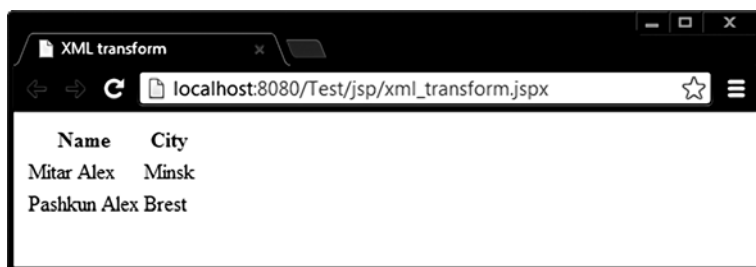 XML transform
localhost:8080/Test/jsp/xml_transform.jspx
Name City
Mitar Alex Minsk
Pashkun Alex Brest